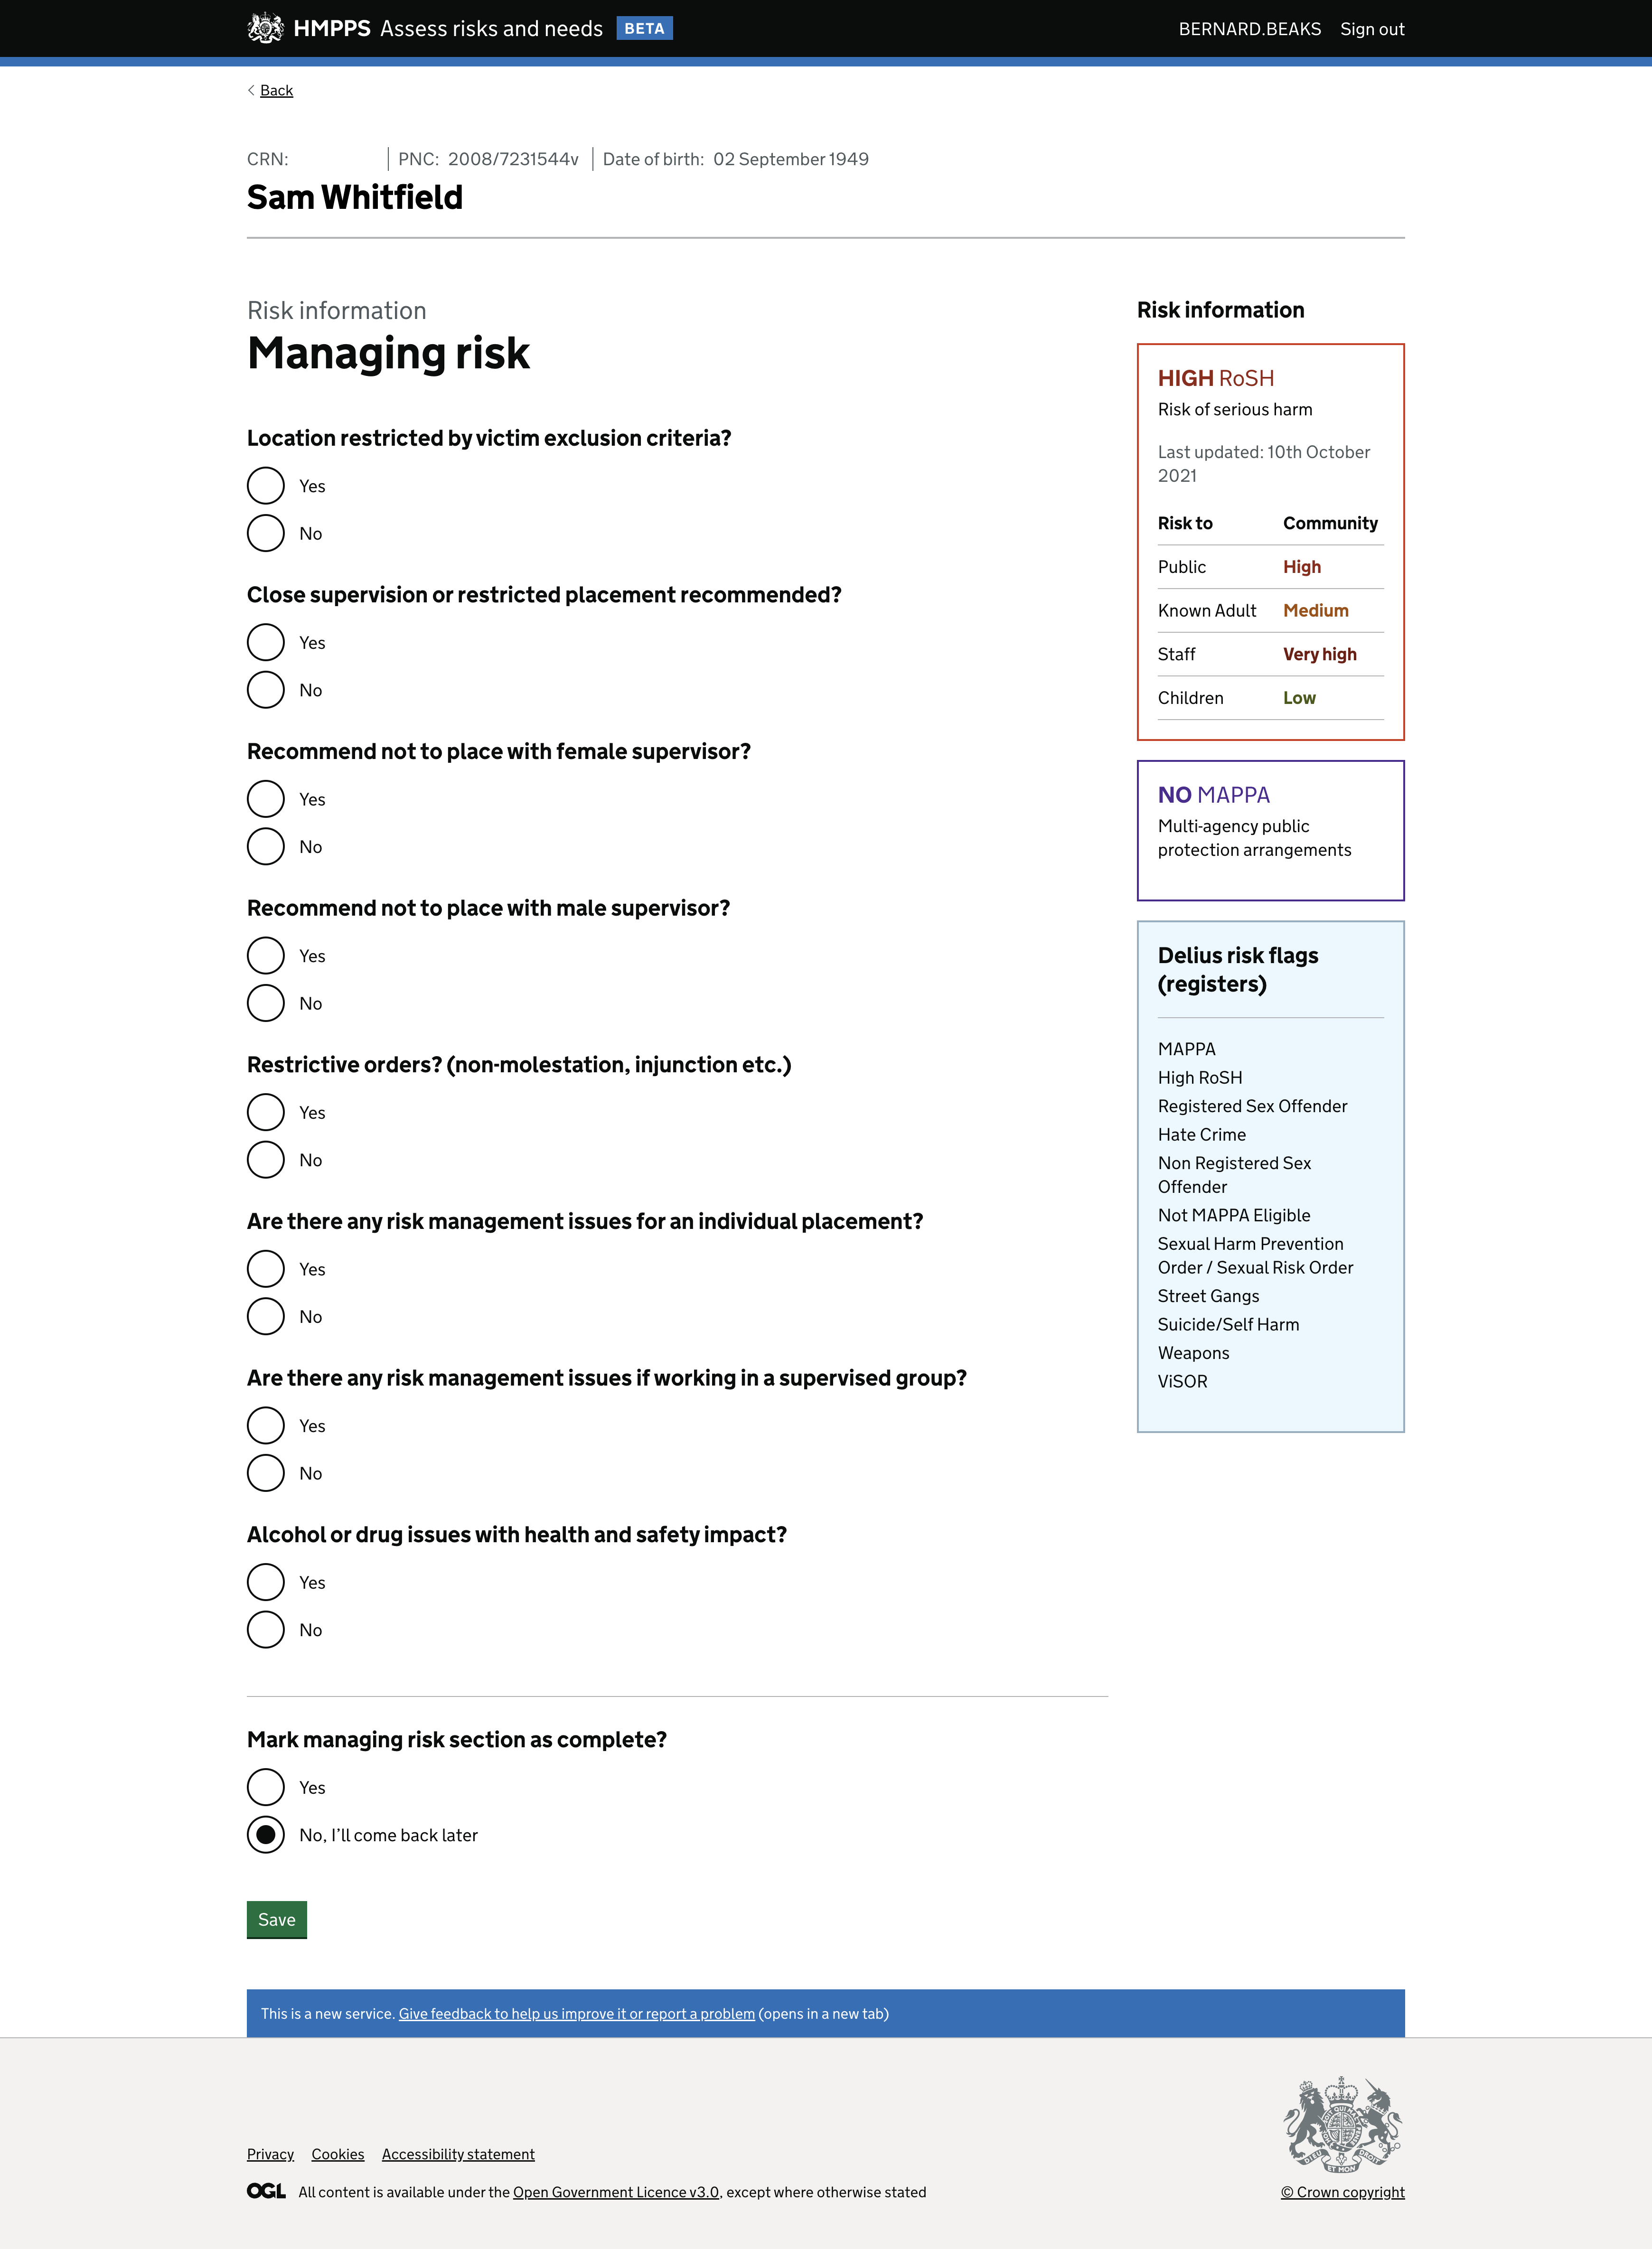 HMPPS Assess risks and needs BETA
BERNARD.BEAKS Sign out
Back
CRN: PNC: 2008/7231544v Date of birth: 02 September 1949
Sam Whitfield
Risk information
Managing risk
Location restricted by victim exclusion criteria?
Yes
No
Close supervision or restricted placement recommended?
Yes
No
Recommend not to place with female supervisor?
Yes
No
Recommend not to place with male supervisor?
Yes
No
Restrictive orders? (non-molestation, injunction etc.)
Yes
No
Are there any risk management issues for an individual placement?
Yes
No
Are there any risk management issues if working in a supervised group?
Yes
No
Alcohol or drug issues with health and safety impact?
Yes
No
Mark managing risk section as complete?
Yes
No, I’ll come back later
Save
Risk information
HIGH RoSH
Risk of serious harm
Last updated: 10th October
2021
Risk to Community
Public High
Known Adult Medium
Staff Very high
Children Low
NO MAPPA
Multi-agency public
protection arrangements
Delius risk flags
(registers)
MAPPA
High RoSH
Registered Sex Offender
Hate Crime
Non Registered Sex
Offender
Not MAPPA Eligible
Sexual Harm Prevention
Order / Sexual Risk Order
Street Gangs
Suicide/Self Harm
Weapons
ViSOR
This is a new service. Give feedback to help us improve it or report a problem (opens in a new tab)
Privacy Cookies Accessibility statement
OGL All content is available under the Open Government Licence v3.0, except where otherwise stated
DIEU ET MON DROIT
© Crown copyright